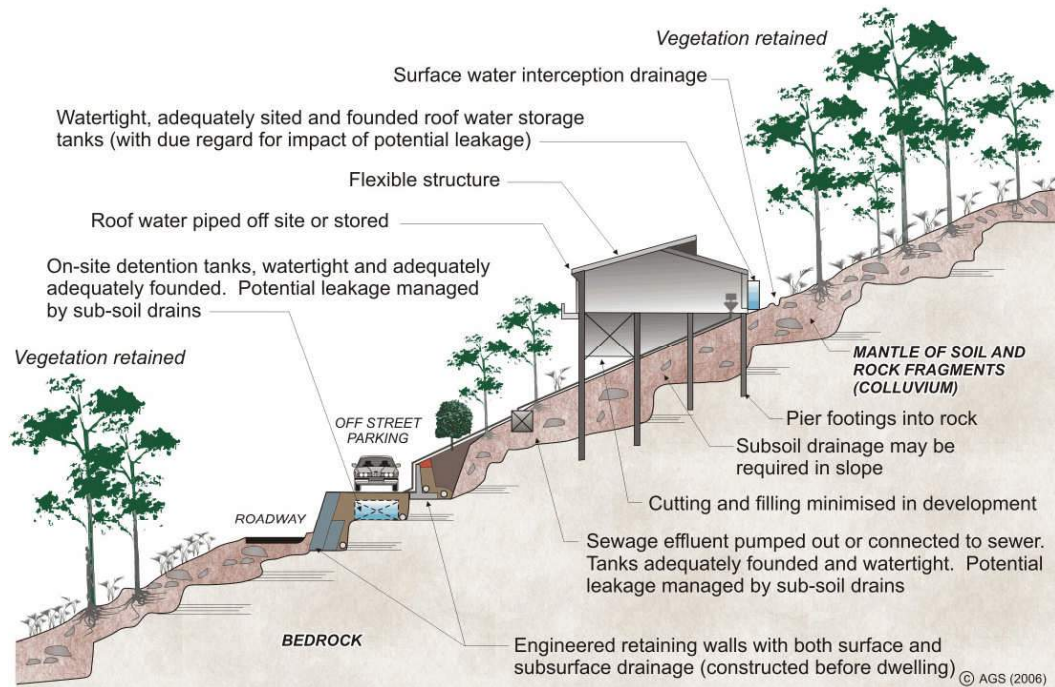 Vegetation retained
Surface water interception drainage
Watertight, adequately sited and founded roof water storage
tanks (with due regard for impact of potential leakage)
Flexible structure
Roof water piped off site or stored
On-site detention tanks, watertight and adequately
adequately founded.  Potential leakage managed
by sub-soil drains
Vegetation retained
OFF STREET
PARKING
ROADWAY
MANTLE OF SOIL AND
ROCK FRAGMENTS
(COLLUVIUM)
Pier footings into rock
Subsoil drainage may be
required in slope
Cutting and filling minimised in development
Sewage effluent pumped out or connected to sewer.
Tanks adequately founded and watertight.  Potential
leakage managed by sub-soil drains
BEDROCK
Engineered retaining walls with both surface and
subsurface drainage (constructed before dwelling)
© AGS (2006)